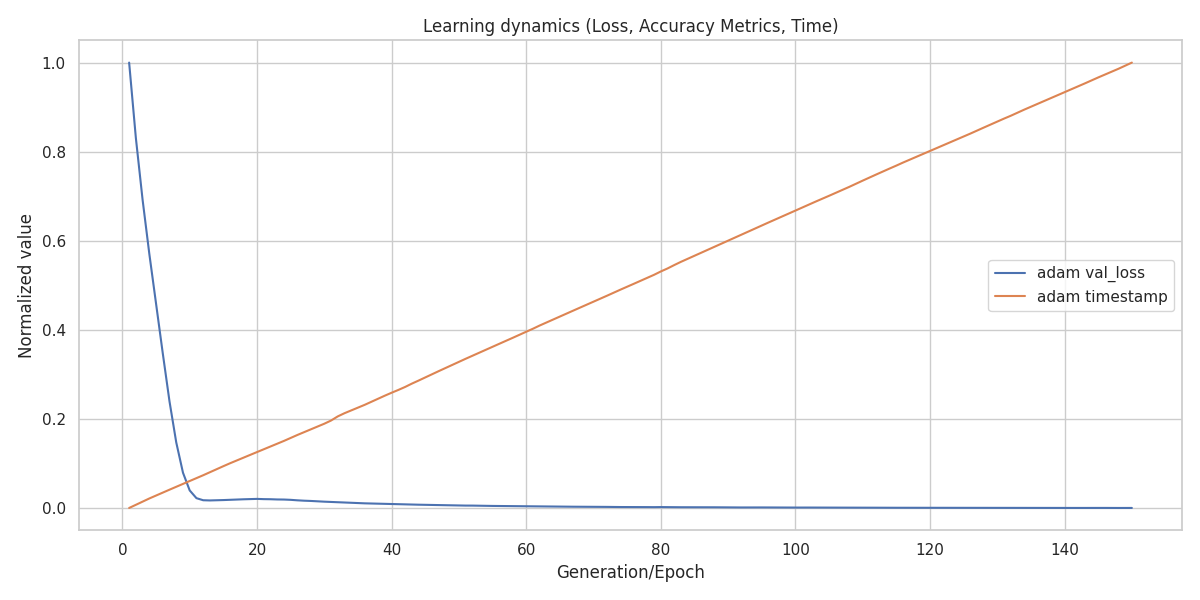 Learning dynamics (Loss, Accuracy Metrics, Time)
Normalized value
1.0
0.8
0.6
0.4
0.2
0.0
adam val_loss
adam timestamp
0 20 40 60 80 100 120 140
Generation/Epoch